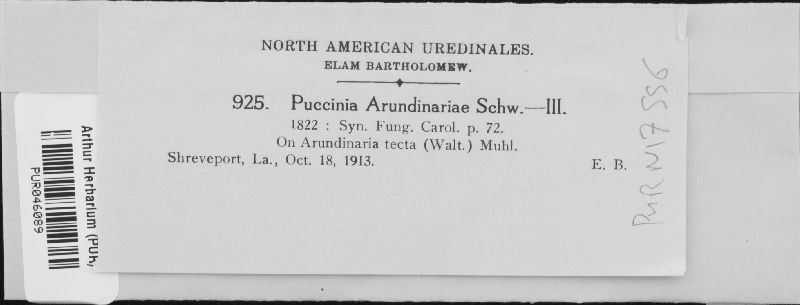 NORTH AMERICAN UREDINALES.
ELAM BARTHOLOMEW.
925. Puccinia Arundinariae Schw.—III.
1822 : Syn. Fung. Carol. p. 72.
On Arundinaria tecta (Walt.) Muhl.
Shreveport, La., Oct. 18, 1913.
E. B.
PUR N17556
Arthur Herbarium (PUR,
PUR046089